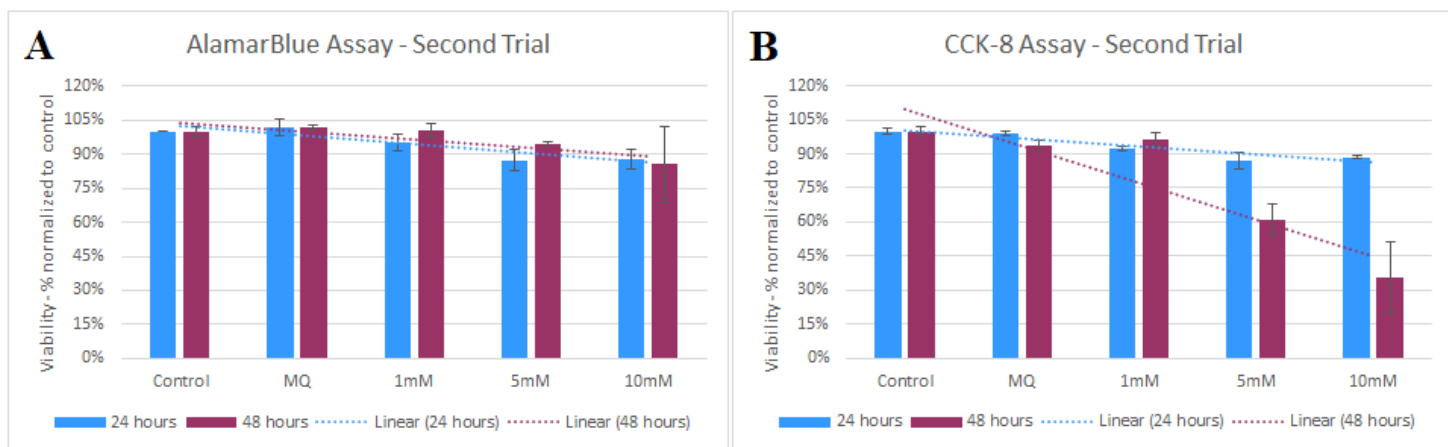 A
AlamarBlue Assay - Second Trial
Viability - % normalized to control
120%
105%
90%
75%
60%
45%
30%
15%
0%
Control MQ 1mM 5mM 10mM
24 hours 48 hours Linear (24 hours) Linear (48 hours)
B
CCK-8 Assay - Second Trial
Viability - % normalized to control
120%
105%
90%
75%
60%
45%
30%
15%
0%
Control MQ 1mM 5mM 10mM
24 hours 48 hours Linear (24 hours) Linear (48 hours)